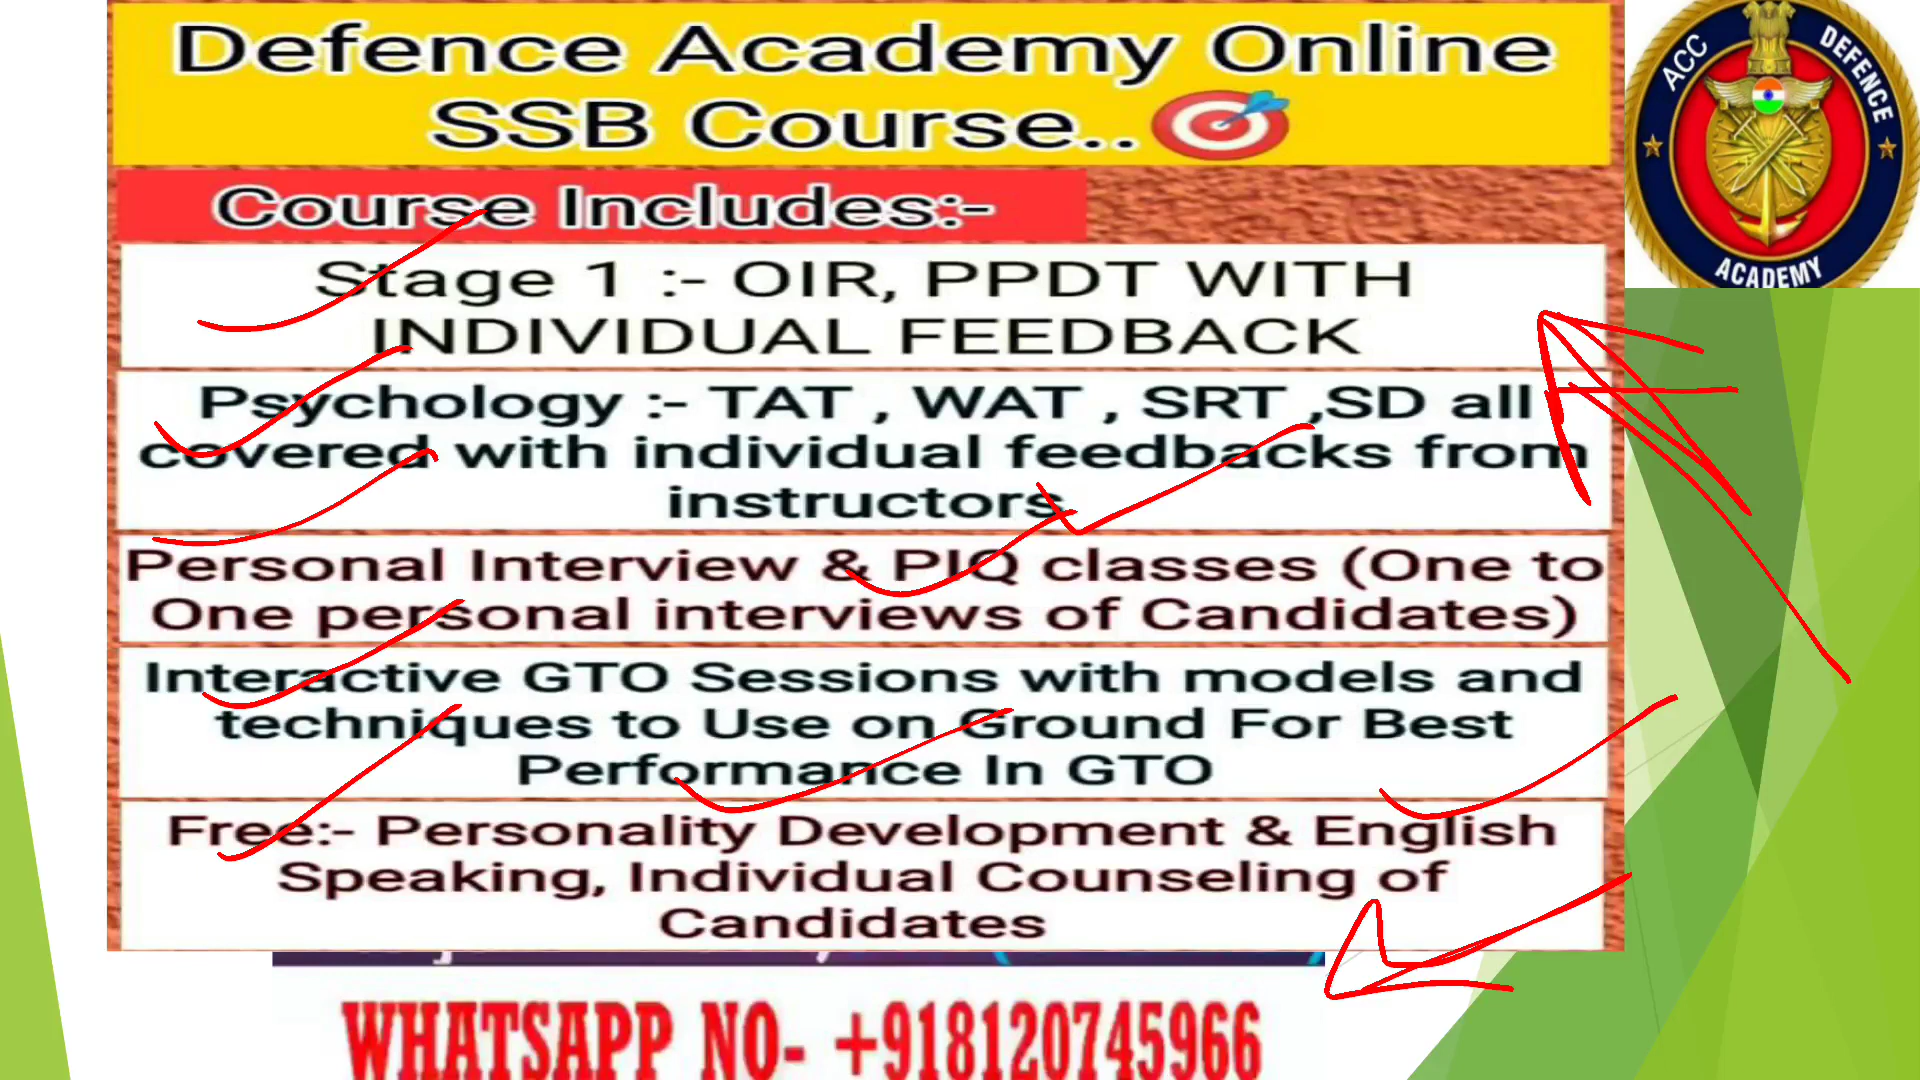 Defence Academy Online
SSB Course..
ACC DEFENCE
ACADEMY
Course Includes:-
Stage 1 :- OIR, PPDT WITH
INDIVIDUAL FEEDBACK
Psychology :- TAT , WAT , SRT ,SD all
covered with individual feedbacks from
instructors
Personal Interview & PIQ classes (One to
One personal interviews of Candidates)
Interactive GTO Sessions with models and
techniques to Use on Ground For Best
Performance In GTO
Free:- Personality Development & English
Speaking, Individual Counseling of
Candidates
WHATSAPP NO- +918120745966